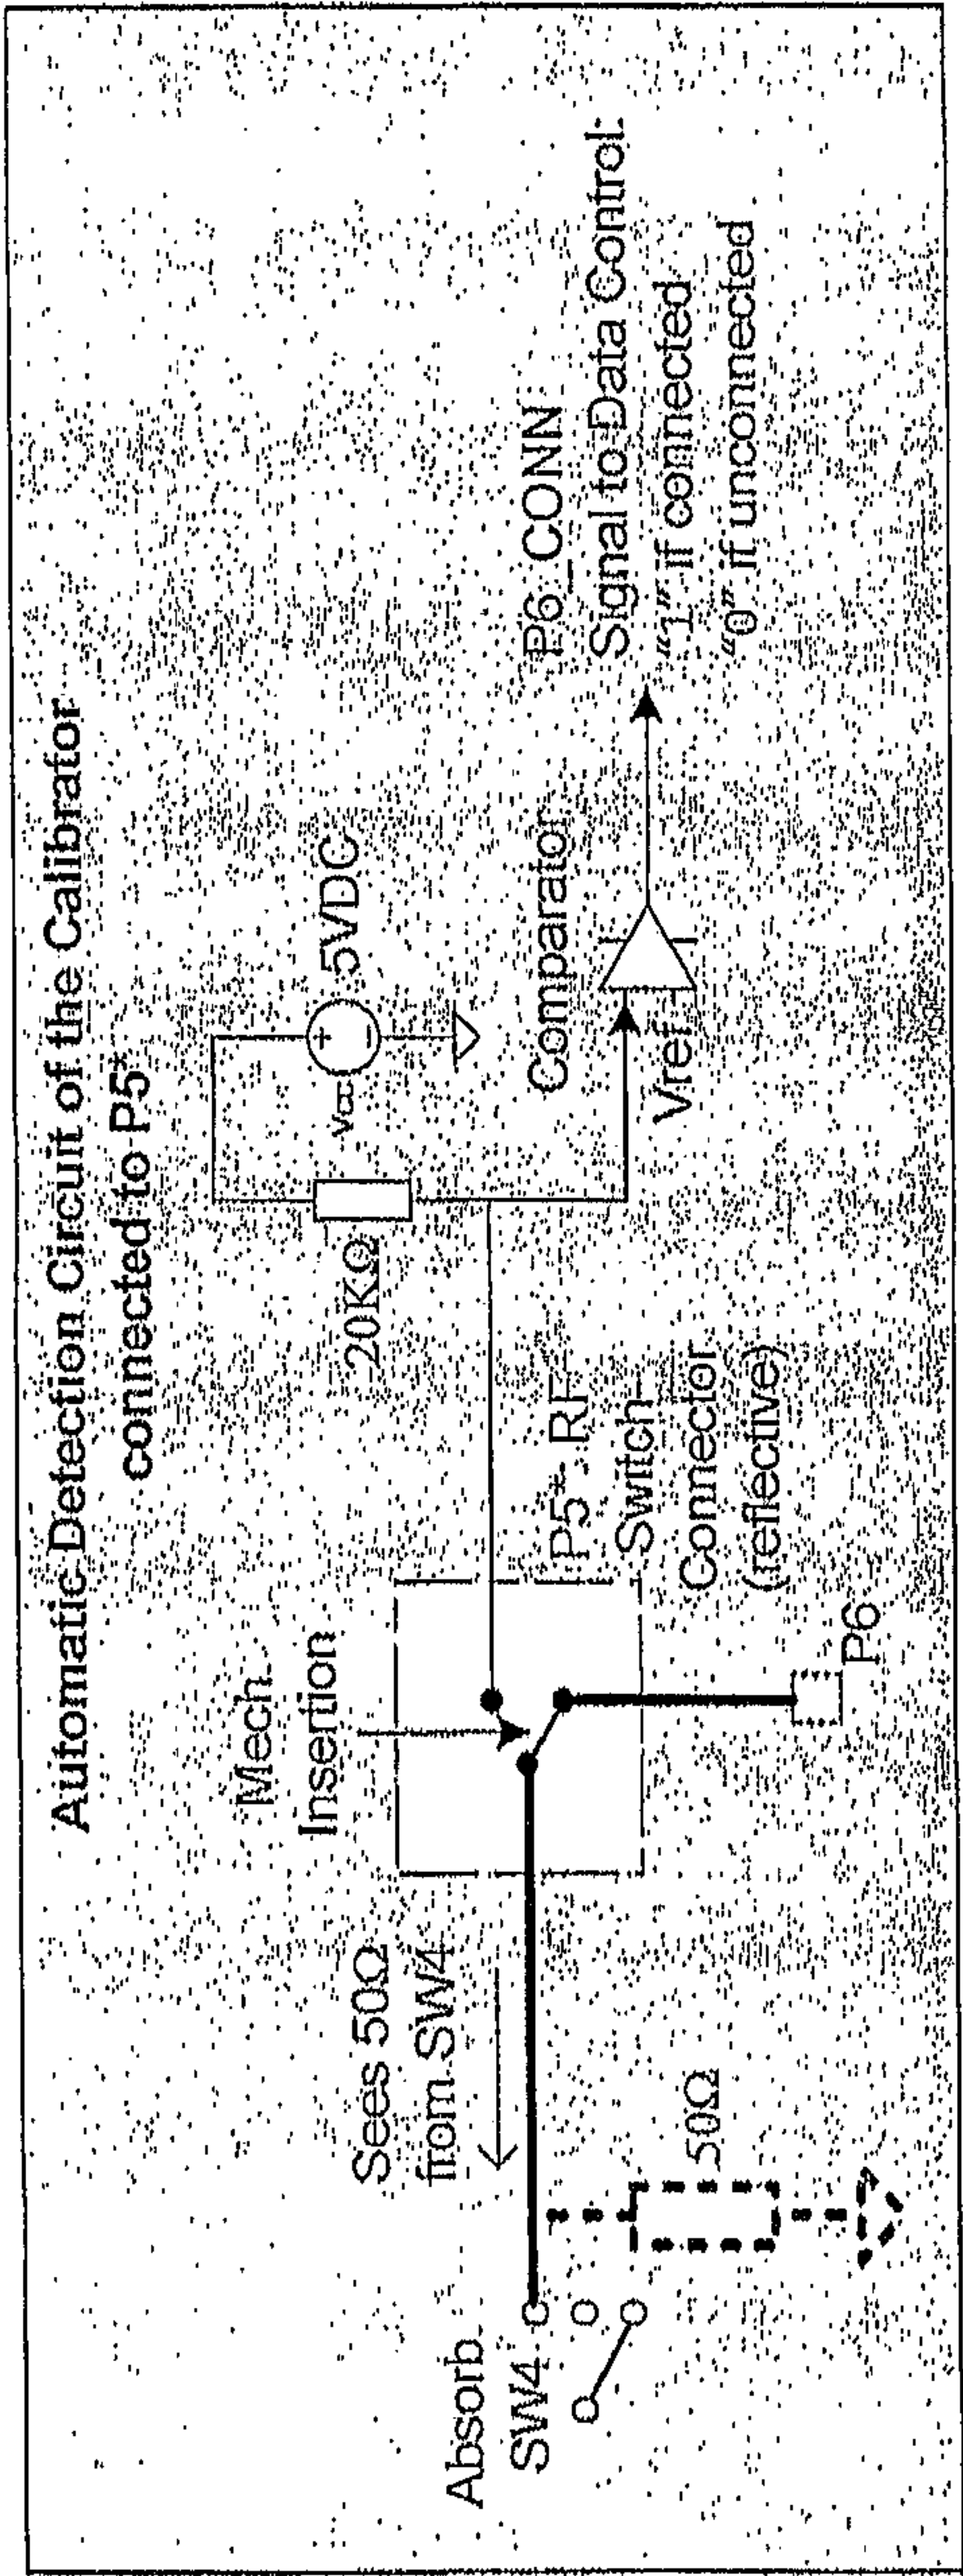 Automatic Detection Circuit of the Calibrator
connected to P5*
Mech.
Insertion
Sees 50Ω
from SW4
Absorb.
SW4
50Ω
20KΩ
5VDC
Comparator
Vref
P5* RF
Switch
Connector
(reflective)
P6
P6_CONN
Signal to Data Control:
“1” if connected
“0” if unconnected